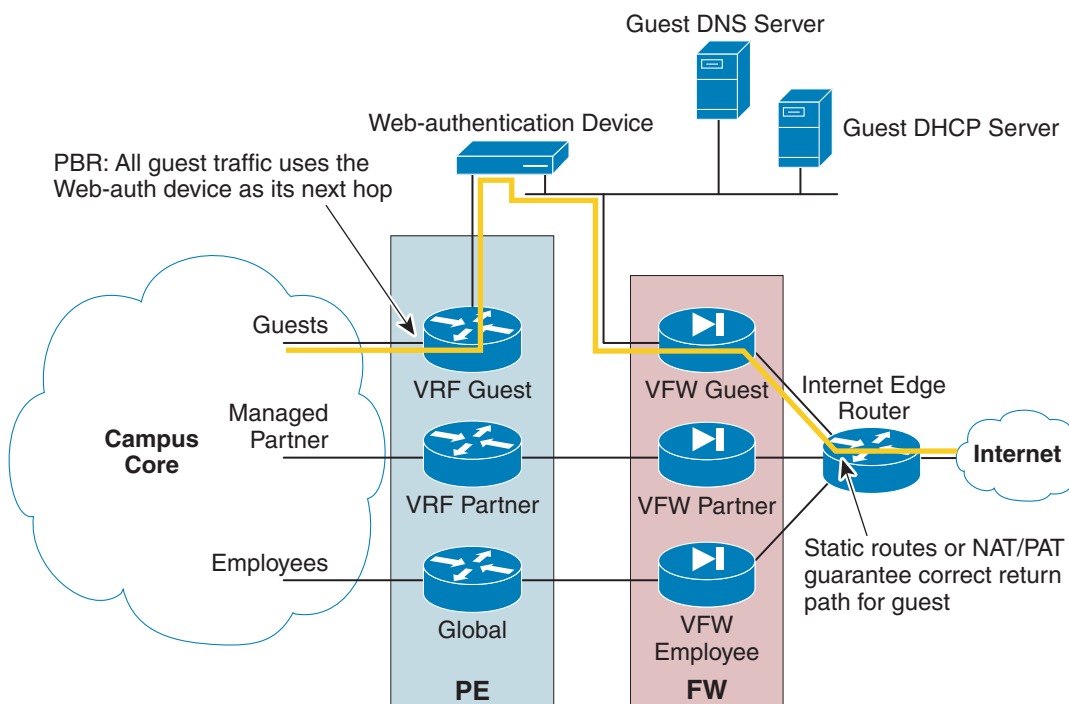 Guest DNS Server
Web-authentication Device
Guest DHCP Server
PBR: All guest traffic uses the
Web-auth device as its next hop
Guests
VRF Guest
VFW Guest
Internet Edge
Router
Managed
Partner
Campus
Core
Internet
VRF Partner
VFW Partner
Static routes or NAT/PAT
guarantee correct return
path for guest
Employees
Global
VFW
Employee
PE
FW